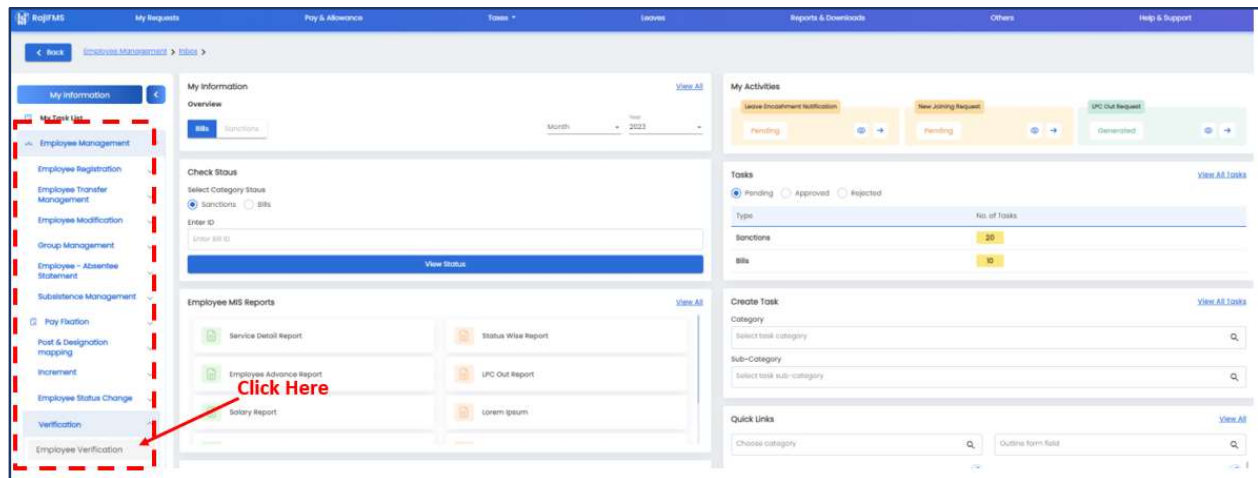 RajIFMS
My Requests
Pay & Allowance
Taxes
Leaves
Reports & Downloads
Others
Help & Support
Back
Employee Management > Inbox >
My Information
My Task List
Employee Management
Employee Registration
Employee Transfer
Management
Employee Modification
Group Management
Employee - Absentee
Statement
Subsistence Management
Pay Fixation
Post & Designation
mapping
Increment
Employee Status Change
Verification
Employee Verification
Click Here
My Information
View All
Overview
Bills
Sanctions
Month
Year
2023
Check Staus
Select Category Staus
Sanctions
Bills
Enter ID
Enter Bill ID
View Status
Employee MIS Reports
View All
Service Detail Report
Status Wise Report
Employee Advance Report
LPC Out Report
Salary Report
Lorem Ipsum
My Activities
Leave Encashment Notification
New Joining Request
LPC Out Request
Pending
Pending
Generated
Tasks
View All Tasks
Pending
Approved
Rejected
Type
No. of Tasks
Sanctions
20
Bills
10
Create Task
View All Tasks
Category
Select task category
Sub-Category
Select task sub-category
Quick Links
View All
Choose category
Outline form field